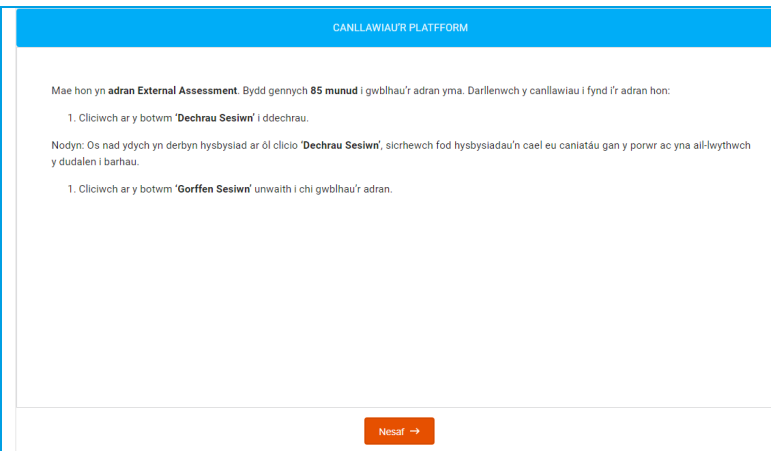 CANLLAWIAU'R PLATFFORM
Mae hon yn adran External Assessment. Bydd gennych 85 munud i gwblhau'r adran yma. Darllenwch y canllawiau i fynd i'r adran hon:
1. Cliciwch ar y botwm 'Dechrau Sesiwn' i ddechrau.
Nodyn: Os nad ydych yn derbyn hysbysiad ar ôl clicio 'Dechrau Sesiwn', sicrhewch fod hysbysiadau'n cael eu caniatáu gan y porwr ac yna ail-lwythwch
y dudalen i barhau.
1. Cliciwch ar y botwm 'Gorffen Sesiwn' unwaith i chi gwblhau'r adran.
Nesaf →